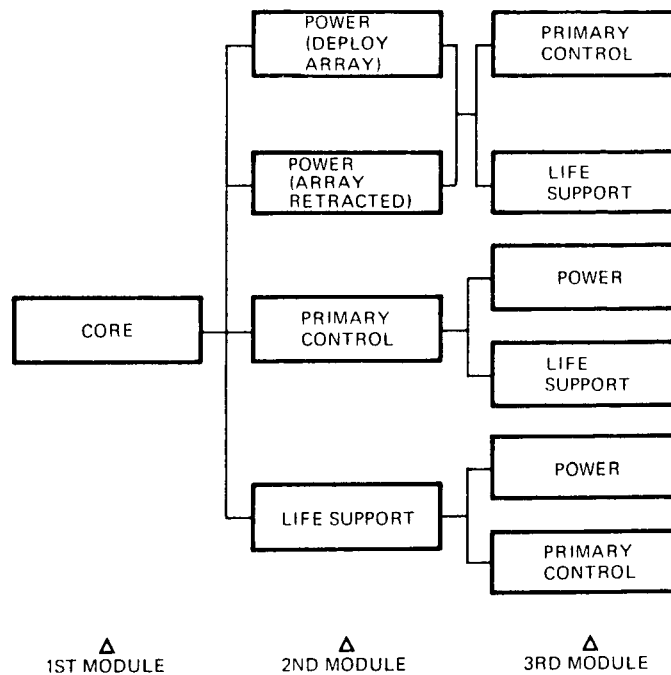 POWER
(DEPLOY
ARRAY)
PRIMARY
CONTROL
POWER
(ARRAY
RETRACTED)
LIFE
SUPPORT
POWER
CORE
PRIMARY
CONTROL
LIFE
SUPPORT
POWER
LIFE SUPPORT
PRIMARY
CONTROL
Δ
1ST MODULE
Δ
2ND MODULE
Δ
3RD MODULE